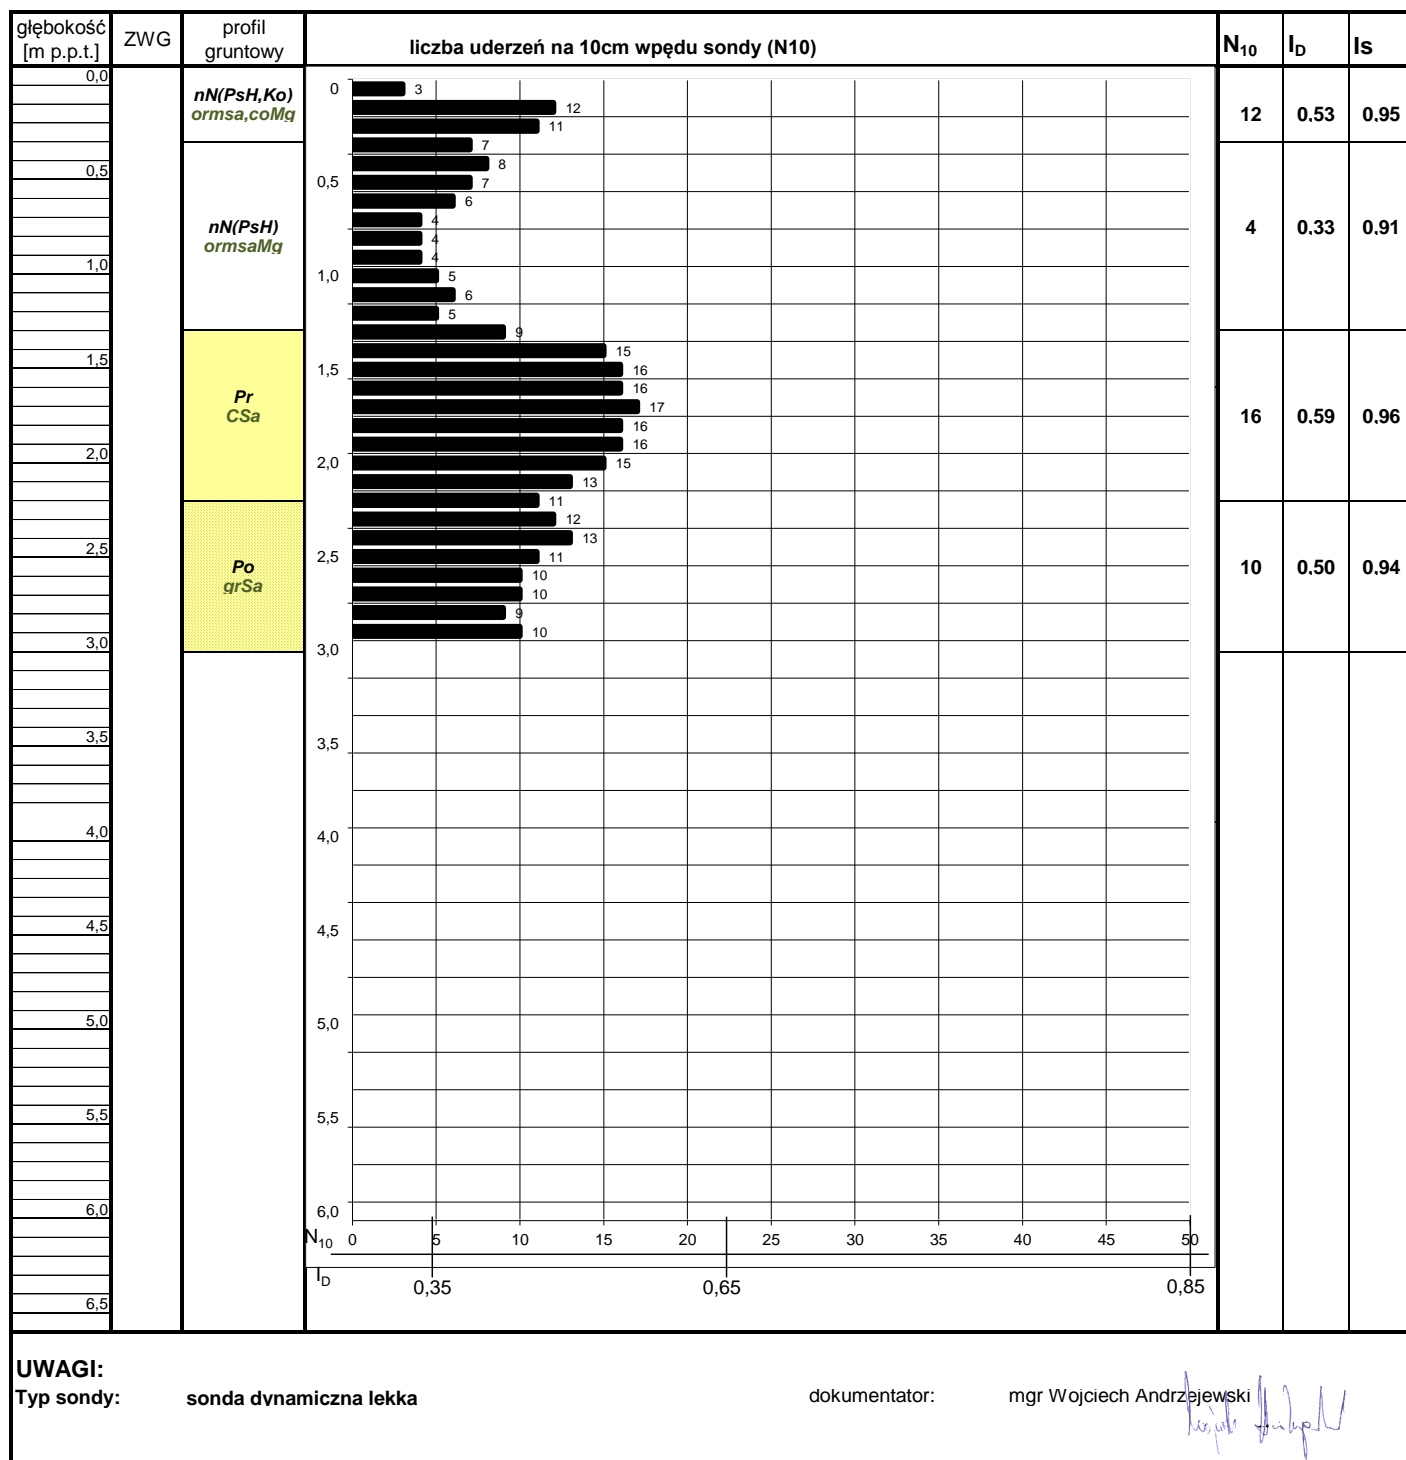 głębokość
[m p.p.t.]
ZWG
profil
gruntowy
liczba uderzeń na 10cm wpędu sondy (N10)
N10 ID Is
0,0
0,5
1,0
1,5
2,0
2,5
3,0
3,5
4,0
4,5
5,0
5,5
6,0
6,5
nN(PsH,Ko)
ormsa,coMg
nN(PsH)
ormsaMg
Pr
CSa
Po
grSa
0
0,5
1,0
1,5
2,0
2,5
3,0
3,5
4,0
4,5
5,0
5,5
6,0
3
12
11
7
8
7
6
4
4
4
5
6
5
9
15
16
16
17
16
16
15
13
11
12
13
11
10
10
9
10
12 0,53 0,95
4 0,33 0,91
16 0,59 0,96
10 0,50 0,94
N10 0 5 10 15 20 25 30 35 40 45 50
ID 0,35 0,65 0,85
UWAGI:
Typ sondy: sonda dynamiczna lekka dokumentator: mgr Wojciech Andrzejewski